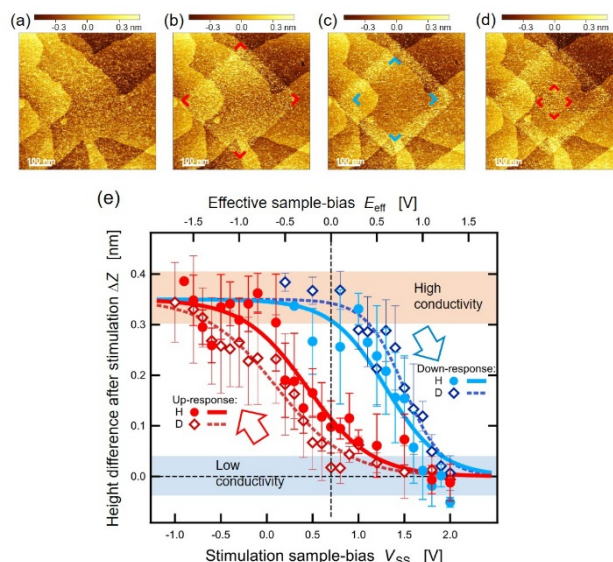 (a) -0.3 0.0 0.3 nm
(b) -0.3 0.0 0.3 nm
(c) -0.3 0.0 0.3 nm
(d) -0.3 0.0 0.3 nm
100 nm
100 nm
100 nm
100 nm
(e)
Effective sample-bias E_eff [V]
-1.5 -1.0 -0.5 0.0 0.5 1.0 1.5
Height difference after stimulation ΔZ [nm]
0.4
0.3
0.2
0.1
0.0
High
conductivity
Down-response:
H
D
Up-response:
H
D
Low
conductivity
-1.0 -0.5 0.0 0.5 1.0 1.5 2.0 2.5
Stimulation sample-bias V_SS [V]